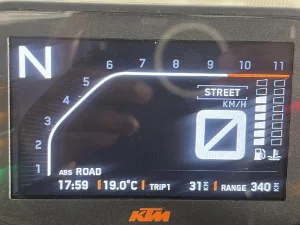 N
6 7 8 9 10 11
5
4
3
2
1
STREET
KM/H
0
ABS ROAD
17:59 19.0°C TRIP1 31 KM RANGE 340 KM
KTM